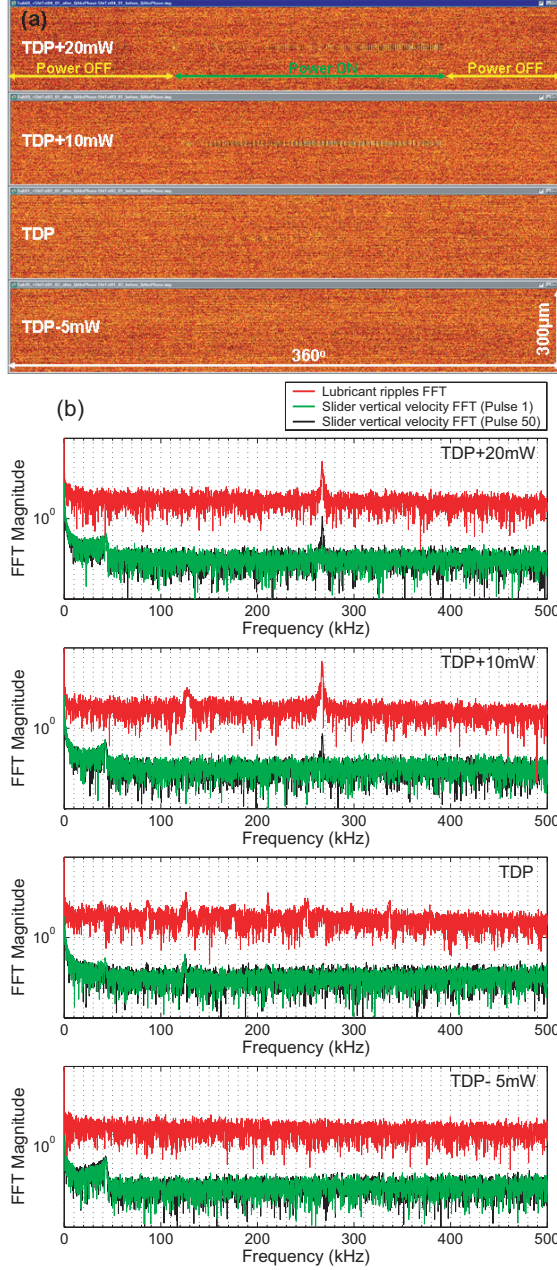 (a)
TDP+20mW
Power OFF
Power ON
Power OFF
TDP+10mW
TDP
TDP-5mW
360⁰
300µm
(b)
Lubricant ripples FFT
Slider vertical velocity FFT (Pulse 1)
Slider vertical velocity FFT (Pulse 50)
TDP+20mW
FFT Magnitude
10⁰
0 100 200 300 400 500
Frequency (kHz)
TDP+10mW
FFT Magnitude
10⁰
0 100 200 300 400 500
Frequency (kHz)
TDP
FFT Magnitude
10⁰
0 100 200 300 400 500
Frequency (kHz)
TDP- 5mW
FFT Magnitude
10⁰
0 100 200 300 400 500
Frequency (kHz)